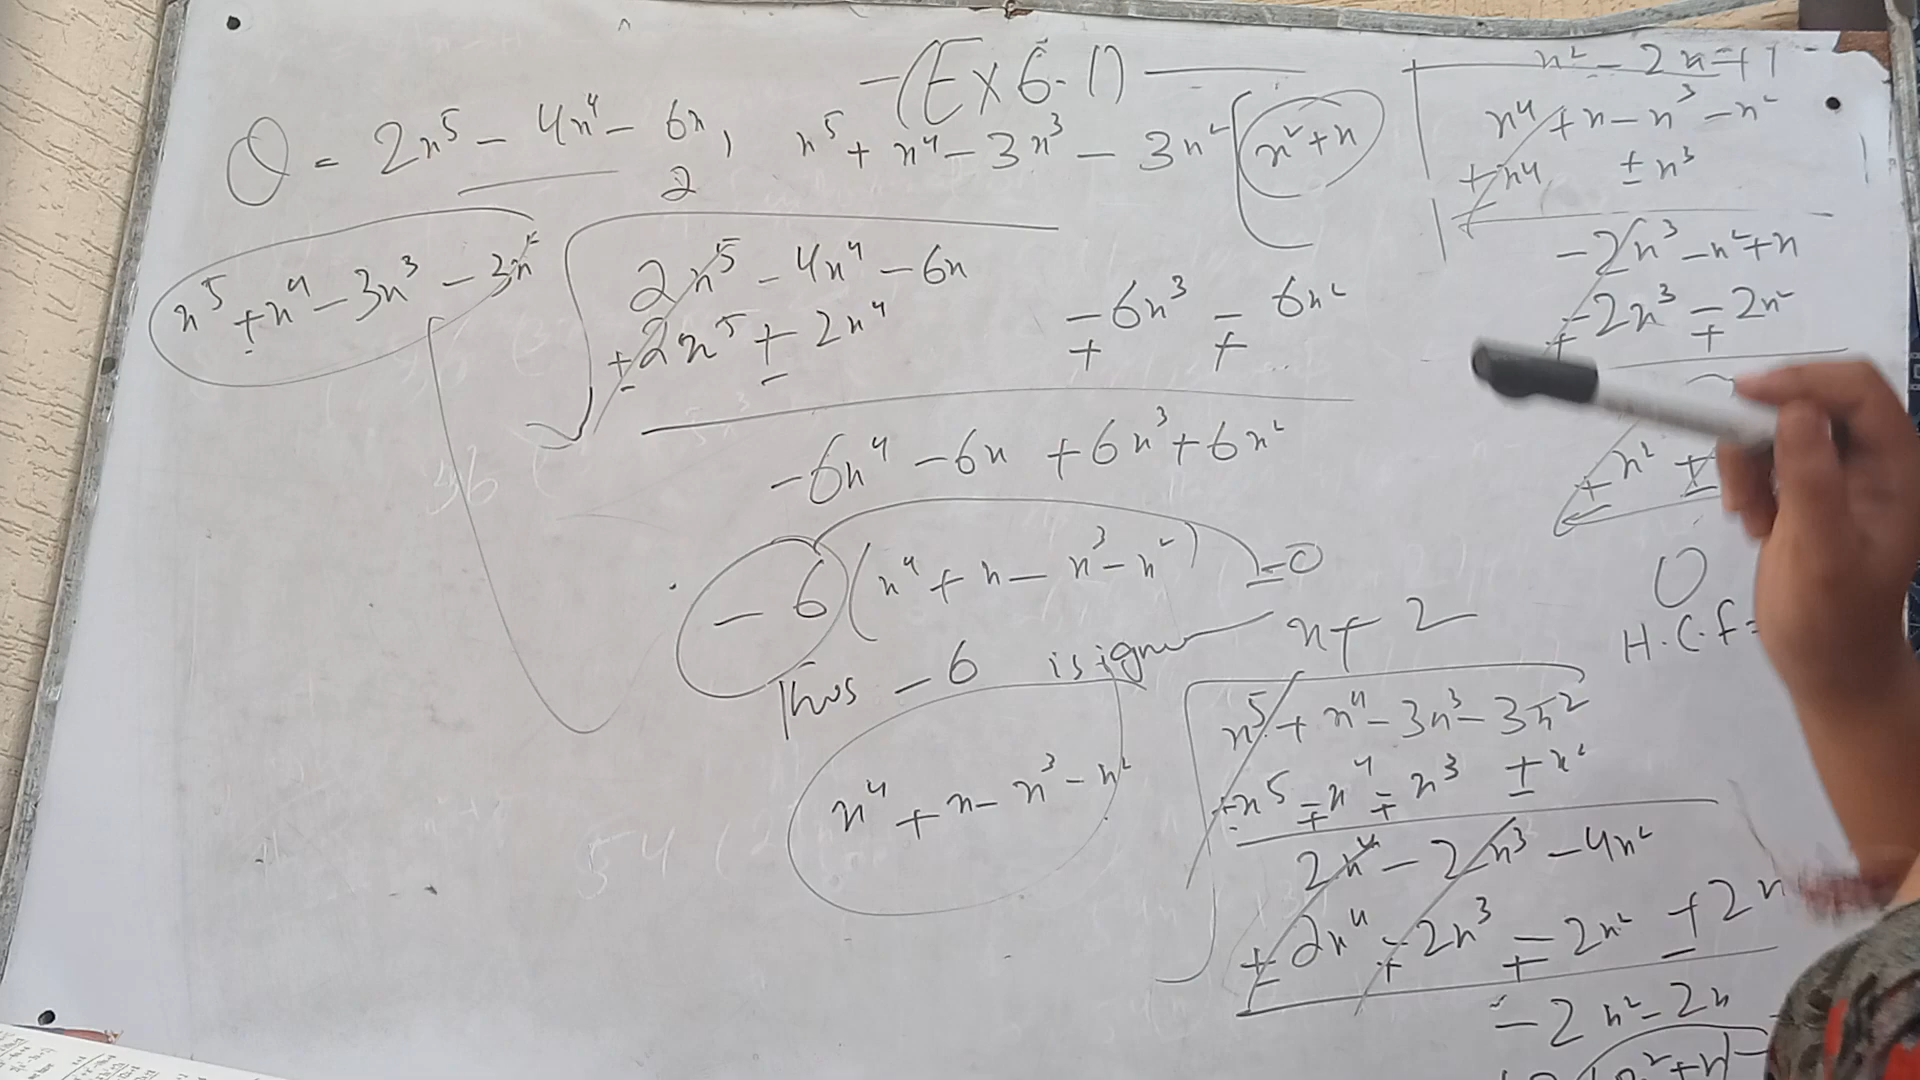 (Ex 6.1)
Q = 2x⁵ - 4x⁴ - 6x, x⁵ + x⁴ - 3x³ - 3x² x² + x
2
x⁵ + x⁴ - 3x³ - 3x² 2x⁵ - 4x⁴ - 6x
± 2x⁵ ± 2x⁴ ∓ 6x³ ∓ 6x²
-6x⁴ - 6x + 6x³ + 6x²
-6 (x⁴ + x - x³ - x²) = 0
Thus - 6 is
x⁴ + x - x³ - x²
x + 2
x⁵ + x⁴ - 3x³ - 3x²
± x⁵ ∓ x⁴ ∓ x³ ± x²
2x⁴ - 2x³ - 4x²
± 2x⁴ ∓ 2x³ ∓ 2x² ± 2x
- 2x² - 2x
x² + x
x² - 2x + 1
x⁴ + x - x³ - x²
± x⁴ ± x³
-2x³ - x² + x
∓ 2x³ ∓ 2x²
± x² ±
0
H.C.F =